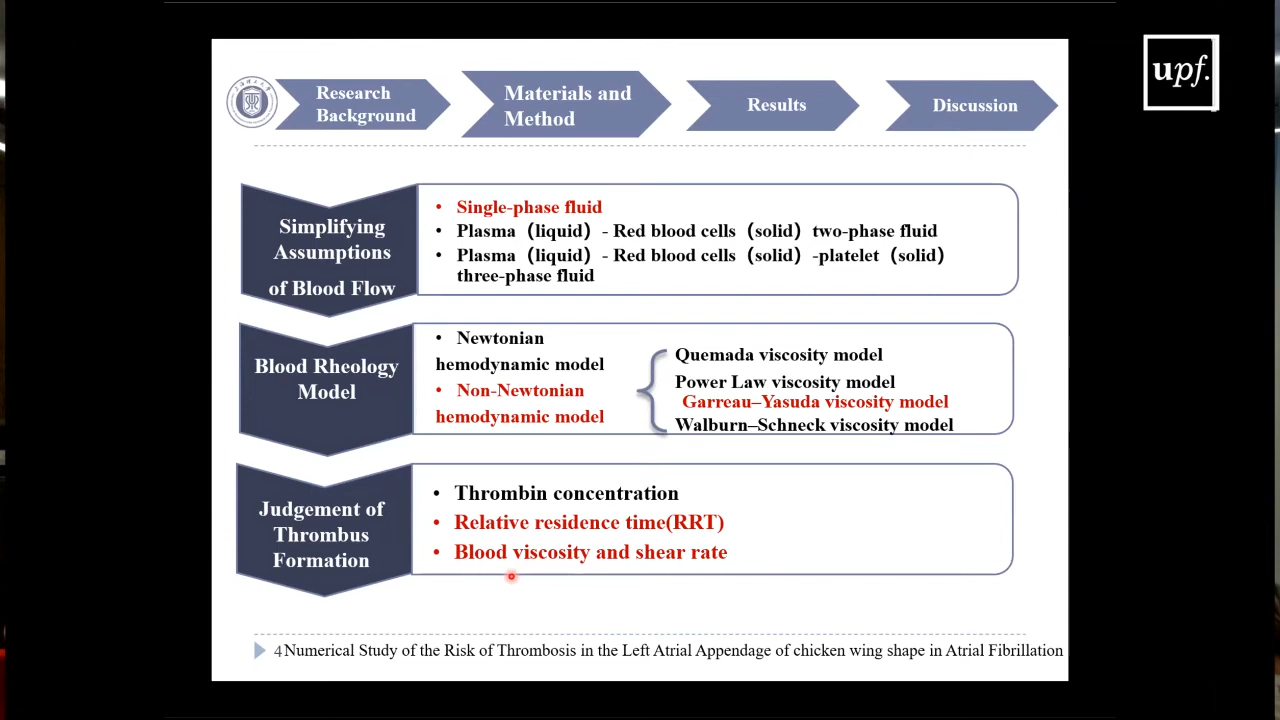 upf.
Research
Background
Materials and
Method
Results
Discussion
Simplifying
Assumptions
of Blood Flow
• Single-phase fluid
• Plasma（liquid）- Red blood cells（solid）two-phase fluid
• Plasma（liquid）- Red blood cells（solid）-platelet（solid）
three-phase fluid
Blood Rheology
Model
• Newtonian
hemodynamic model
• Non-Newtonian
hemodynamic model
Quemada viscosity model
Power Law viscosity model
Garreau–Yasuda viscosity model
Walburn–Schneck viscosity model
Judgement of
Thrombus
Formation
• Thrombin concentration
• Relative residence time(RRT)
• Blood viscosity and shear rate
4Numerical Study of the Risk of Thrombosis in the Left Atrial Appendage of chicken wing shape in Atrial Fibrillation